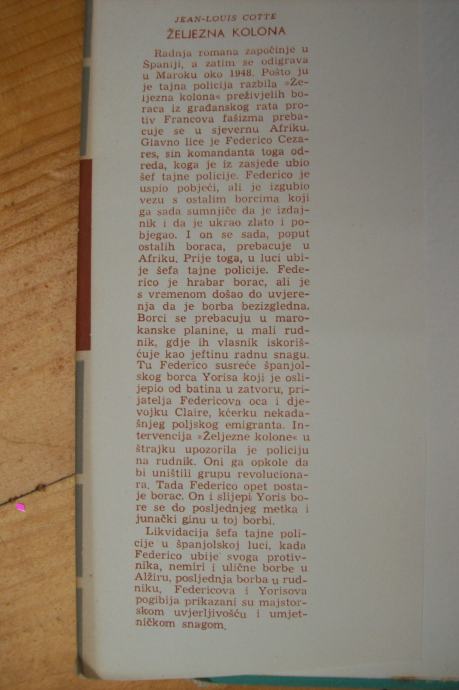 JEAN-LOUIS COTTE
ŽELJEZNA KOLONA
Radnja romana započinje u
Španiji, a zatim se odigrava
u Maroku oko 1948. Pošto ju
je tajna policija razbila »Že-
ljezna kolona« preživjelih bo-
raca iz građanskog rata pro-
tiv Francova fašizma preba-
cuje se u sjevernu Afriku.
Glavno lice je Federico Ceza-
res, sin komandanta toga od-
reda, koga je iz zasjede ubio
šef tajne policije. Federico je
uspio pobjeći, ali je izgubio
vezu s ostalim borcima koji
ga sada sumnjiče da je izdaj-
nik i da je ukrao zlato i po-
bjegao. I on se sada, poput
ostalih boraca, prebacuje u
Afriku. Prije toga, u luci ubi-
je šefa tajne policije. Fede-
rico je hrabar borac, ali je
s vremenom došao do uvjere-
nja da je borba bezizgledna.
Borci se prebacuju u maro-
kanske planine, u mali rud-
nik, gdje ih vlasnik iskoriš-
ćuje kao jeftinu radnu snagu.
Tu Federico susreće španjol-
skog borca Yorisa koji je osli-
jepio od batina u zatvoru, pri-
jatelja Federicova oca i dje-
vojku Claire, kćerku nekada-
šnjeg poljskog emigranta. In-
tervencija »Željezne kolone« u
štrajku upozorila je policiju
na rudnik. Oni ga opkole da
bi uništili grupu revoluciona-
ra. Tada Federico opet posta-
je borac. On i slijepi Yoris bo-
re se do posljednjeg metka i
junački ginu u toj borbi.
Likvidacija šefa tajne poli-
cije u španjolskoj luci, kada
Federico ubije svoga protiv-
nika, nemiri i ulične borbe u
Alžiru, posljednja borba u rud-
niku, Federicova i Yorisova
pogibija prikazani su majstor-
skom uvjerljivošću i umjet-
ničkom snagom.